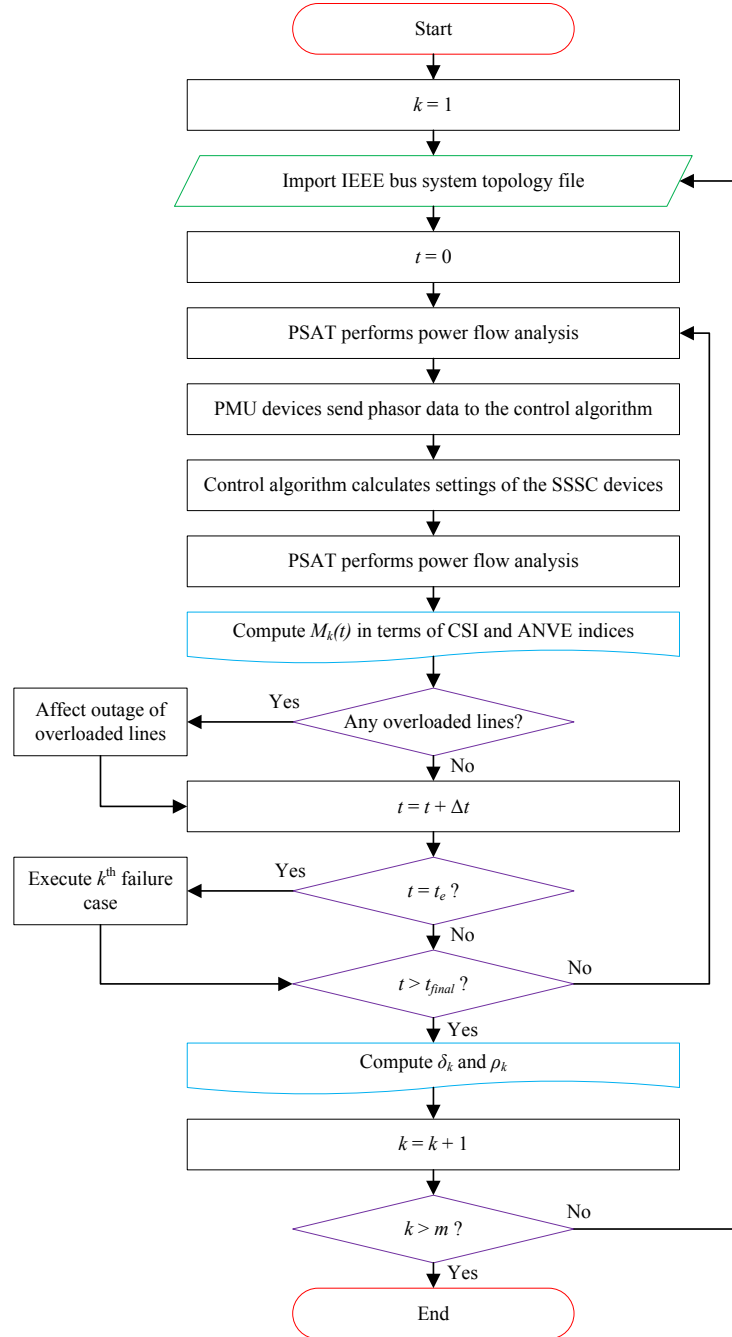 Start
k = 1
Import IEEE bus system topology file
t = 0
PSAT performs power flow analysis
PMU devices send phasor data to the control algorithm
Control algorithm calculates settings of the SSSC devices
PSAT performs power flow analysis
Compute Mk(t) in terms of CSI and ANVE indices
Any overloaded lines?
Yes
Affect outage of
overloaded lines
No
t = t + Δt
t = te ?
Yes
Execute kth failure
case
No
t > tfinal ?
No
Yes
Compute δk and ρk
k = k + 1
k > m ?
No
Yes
End